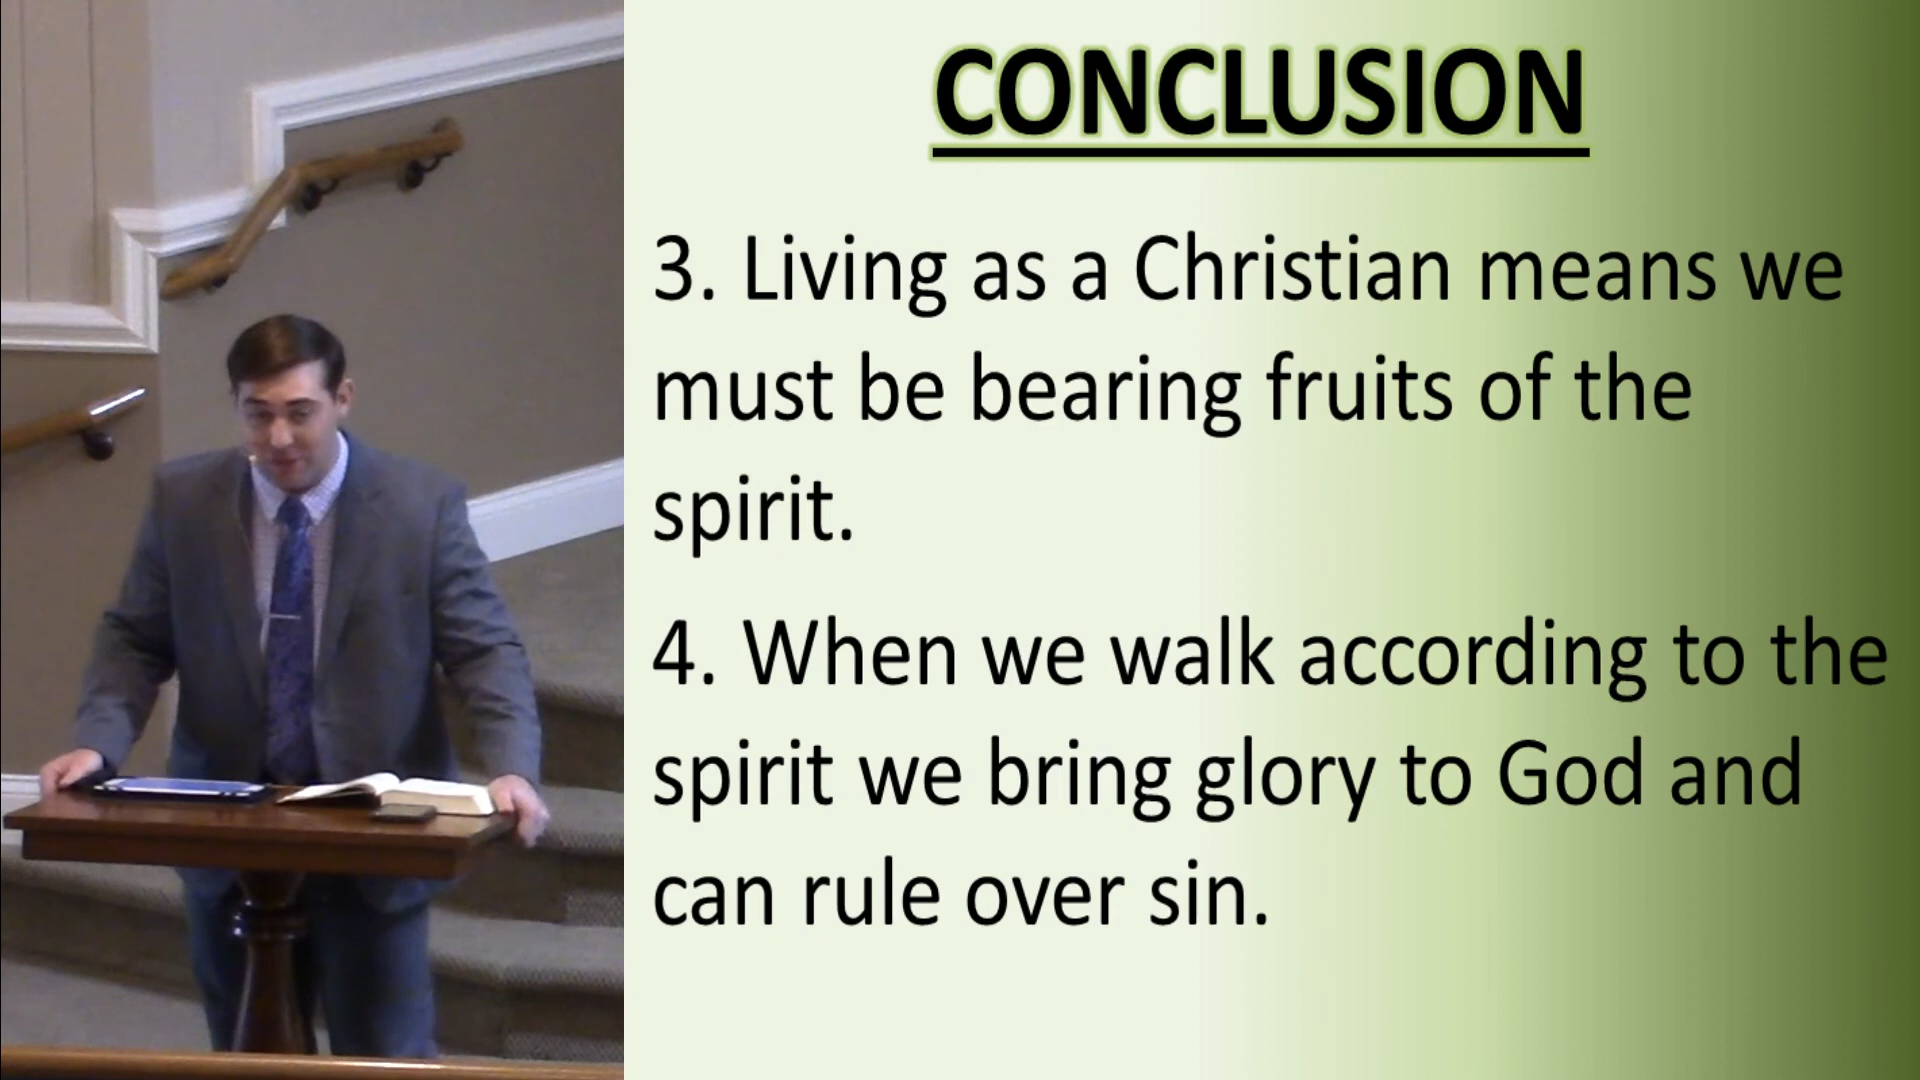 CONCLUSION
3. Living as a Christian means we
must be bearing fruits of the
spirit.
4. When we walk according to the
spirit we bring glory to God and
can rule over sin.